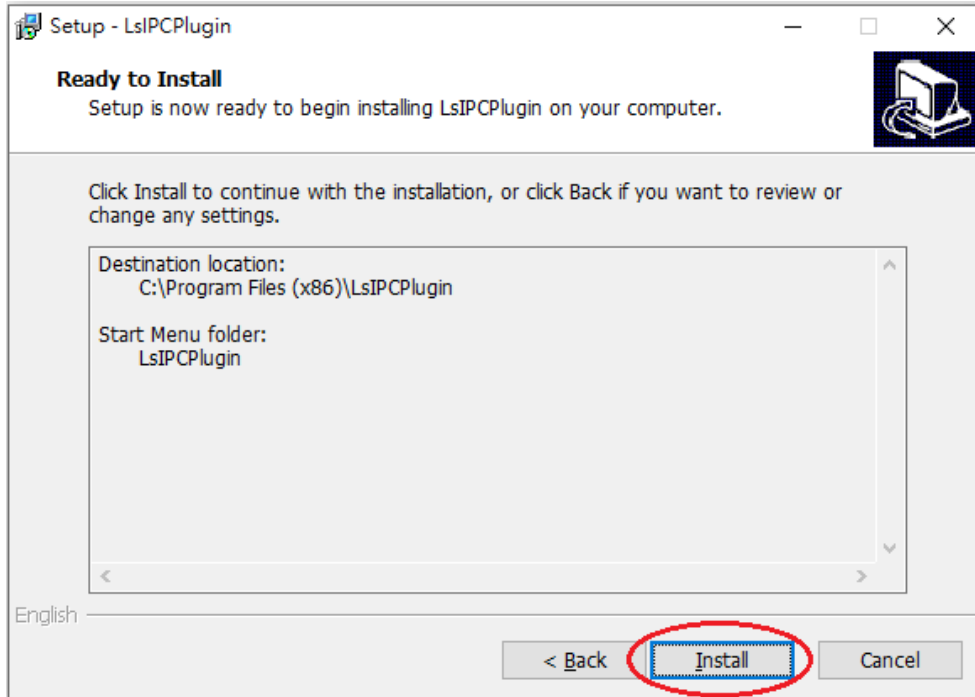 Setup - LsIPCPlugin
Ready to Install
Setup is now ready to begin installing LsIPCPlugin on your computer.
Click Install to continue with the installation, or click Back if you want to review or
change any settings.
Destination location:
C:\Program Files (x86)\LsIPCPlugin
Start Menu folder:
LsIPCPlugin
English
< Back Install Cancel